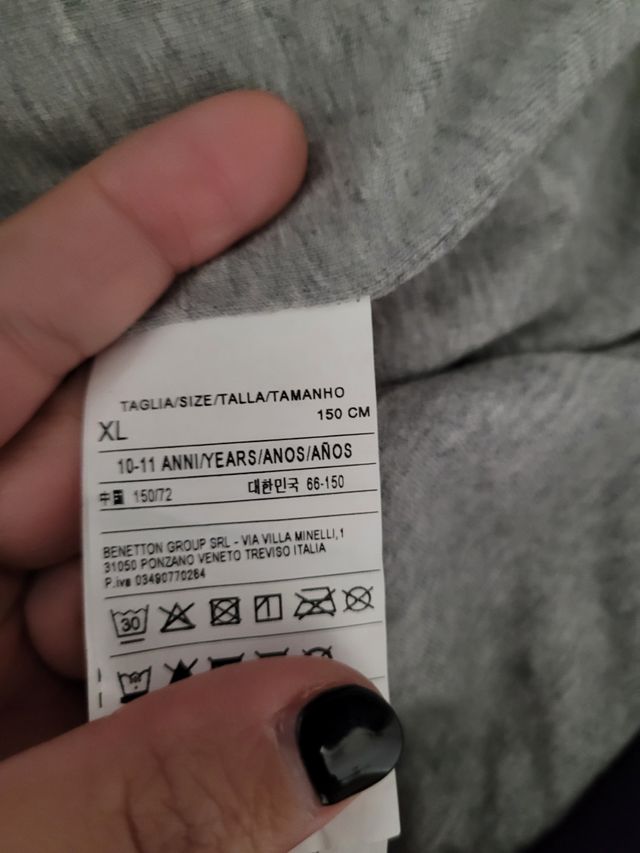 TAGLIA/SIZE/TALLA/TAMANHO
XL 150 CM
10-11 ANNI/YEARS/ANOS/AÑOS
中国 150/72 대한민국 66-150
BENETTON GROUP SRL - VIA VILLA MINELLI,1
31050 PONZANO VENETO TREVISO ITALIA
P.iva 03490770264
30